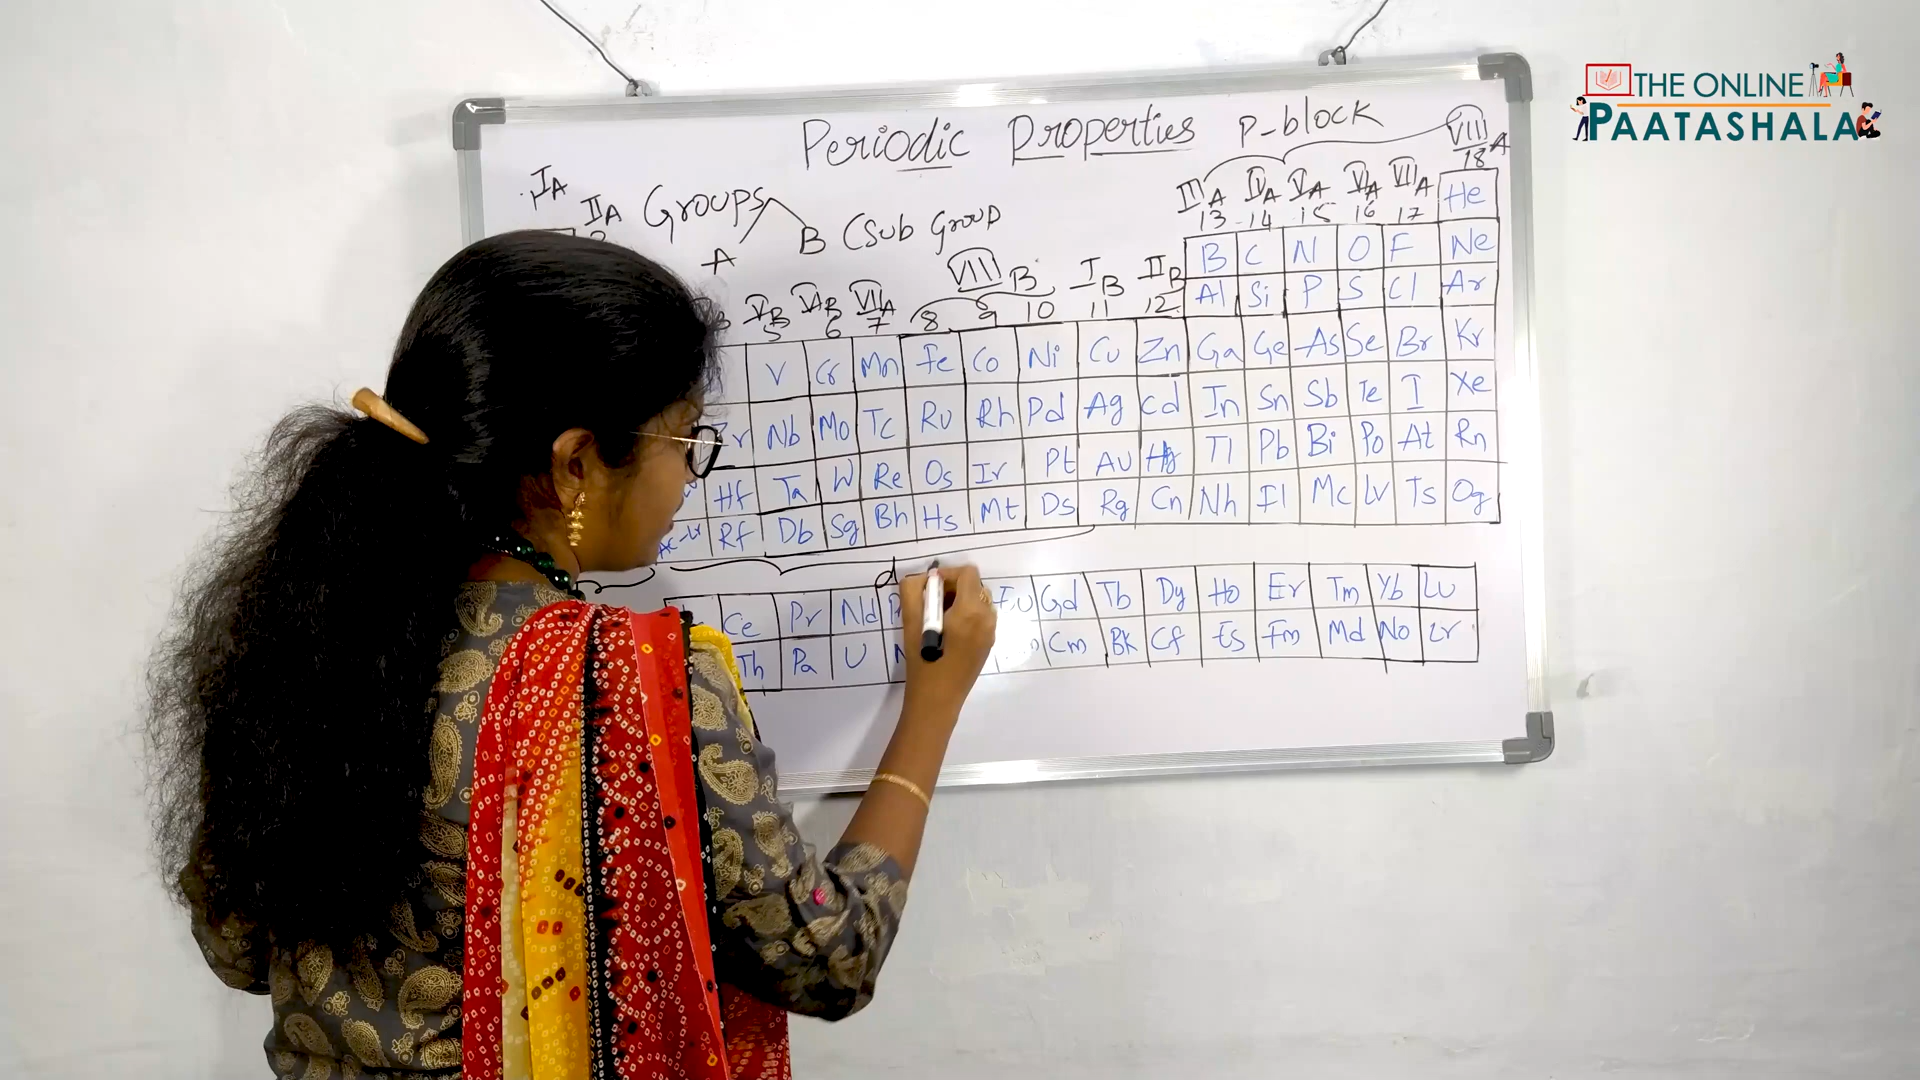 THE ONLINE
PAATASHALA
Periodic Properties P-block
VIII A
18
IA
IIA Groups
A B (Sub Group
IIIA IVA VA VIA VIIA
13 14 15 16 17
He
B C N O F Ne
Al Si P S Cl Ar
B VB VIB VIIA VIII B IB IIB
5 6 7 8 9 10 11 12
V Cr Mn Fe Co Ni Cu Zn Ga Ge As Se Br Kr
Zr Nb Mo Tc Ru Rh Pd Ag Cd In Sn Sb Te I Xe
Hf Ta W Re Os Ir Pt Au Hg Tl Pb Bi Po At Rn
Ac-Lr Rf Db Sg Bh Hs Mt Ds Rg Cn Nh Fl Mc Lv Ts Og
d
Ce Pr Nd Eu Gd Tb Dy Ho Er Tm Yb Lu
Th Pa U Cm Bk Cf Es Fm Md No Lr